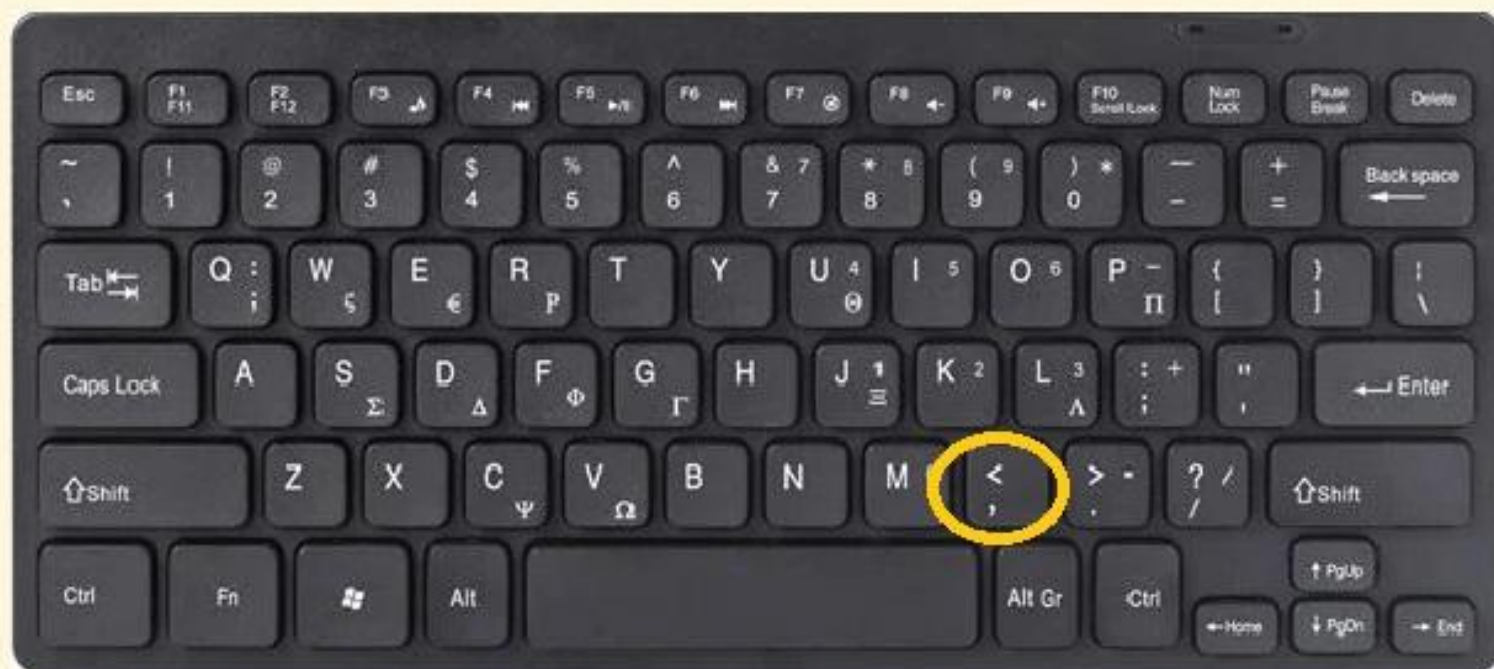 Esc F1 F2 F3 F4 F5 F6 F7 F8 F9 F10 Num Pause Delete
F11 F12 Scroll Lock Lock Break
~ ! @ # $ % ^ & 7 * 8 ( 9 ) * — + Back space
1 2 3 4 5 6 7 8 9 0 - =
Tab Q : W E R T Y U 4 I 5 O 6 P - { } ¦
; ς € Θ Π [ ] \
Caps Lock A S D F G H J 1 K 2 L 3 : + " Enter
Σ Δ Φ Γ Ξ Λ ; '
Shift Z X C V B N M < > - ? / Shift
Ψ Ω , . /
Ctrl Fn Alt Alt Gr Ctrl ↑ PgUp
←Home ↓ PgDn → End